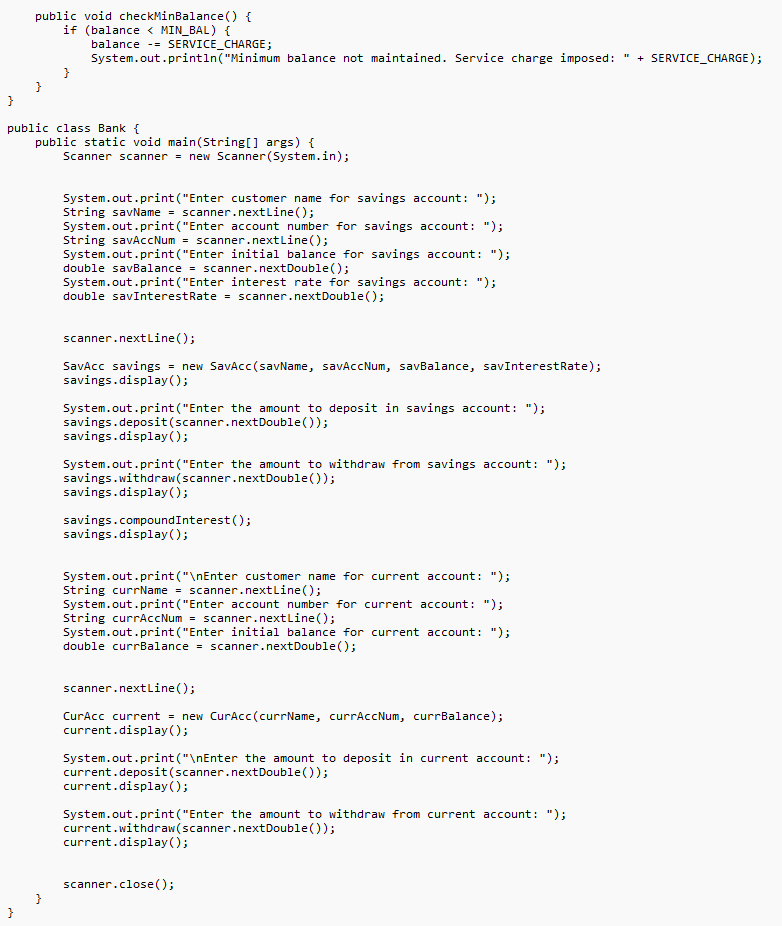 public void checkMinBalance() {
        if (balance < MIN_BAL) {
            balance -= SERVICE_CHARGE;
            System.out.println("Minimum balance not maintained. Service charge imposed: " + SERVICE_CHARGE);
        }
    }
}

public class Bank {
    public static void main(String[] args) {
        Scanner scanner = new Scanner(System.in);


        System.out.print("Enter customer name for savings account: ");
        String savName = scanner.nextLine();
        System.out.print("Enter account number for savings account: ");
        String savAccNum = scanner.nextLine();
        System.out.print("Enter initial balance for savings account: ");
        double savBalance = scanner.nextDouble();
        System.out.print("Enter interest rate for savings account: ");
        double savInterestRate = scanner.nextDouble();


        scanner.nextLine();

        SavAcc savings = new SavAcc(savName, savAccNum, savBalance, savInterestRate);
        savings.display();

        System.out.print("Enter the amount to deposit in savings account: ");
        savings.deposit(scanner.nextDouble());
        savings.display();

        System.out.print("Enter the amount to withdraw from savings account: ");
        savings.withdraw(scanner.nextDouble());
        savings.display();

        savings.compoundInterest();
        savings.display();


        System.out.print("\nEnter customer name for current account: ");
        String currName = scanner.nextLine();
        System.out.print("Enter account number for current account: ");
        String currAccNum = scanner.nextLine();
        System.out.print("Enter initial balance for current account: ");
        double currBalance = scanner.nextDouble();


        scanner.nextLine();

        CurAcc current = new CurAcc(currName, currAccNum, currBalance);
        current.display();

        System.out.print("\nEnter the amount to deposit in current account: ");
        current.deposit(scanner.nextDouble());
        current.display();

        System.out.print("Enter the amount to withdraw from current account: ");
        current.withdraw(scanner.nextDouble());
        current.display();


        scanner.close();
    }
}